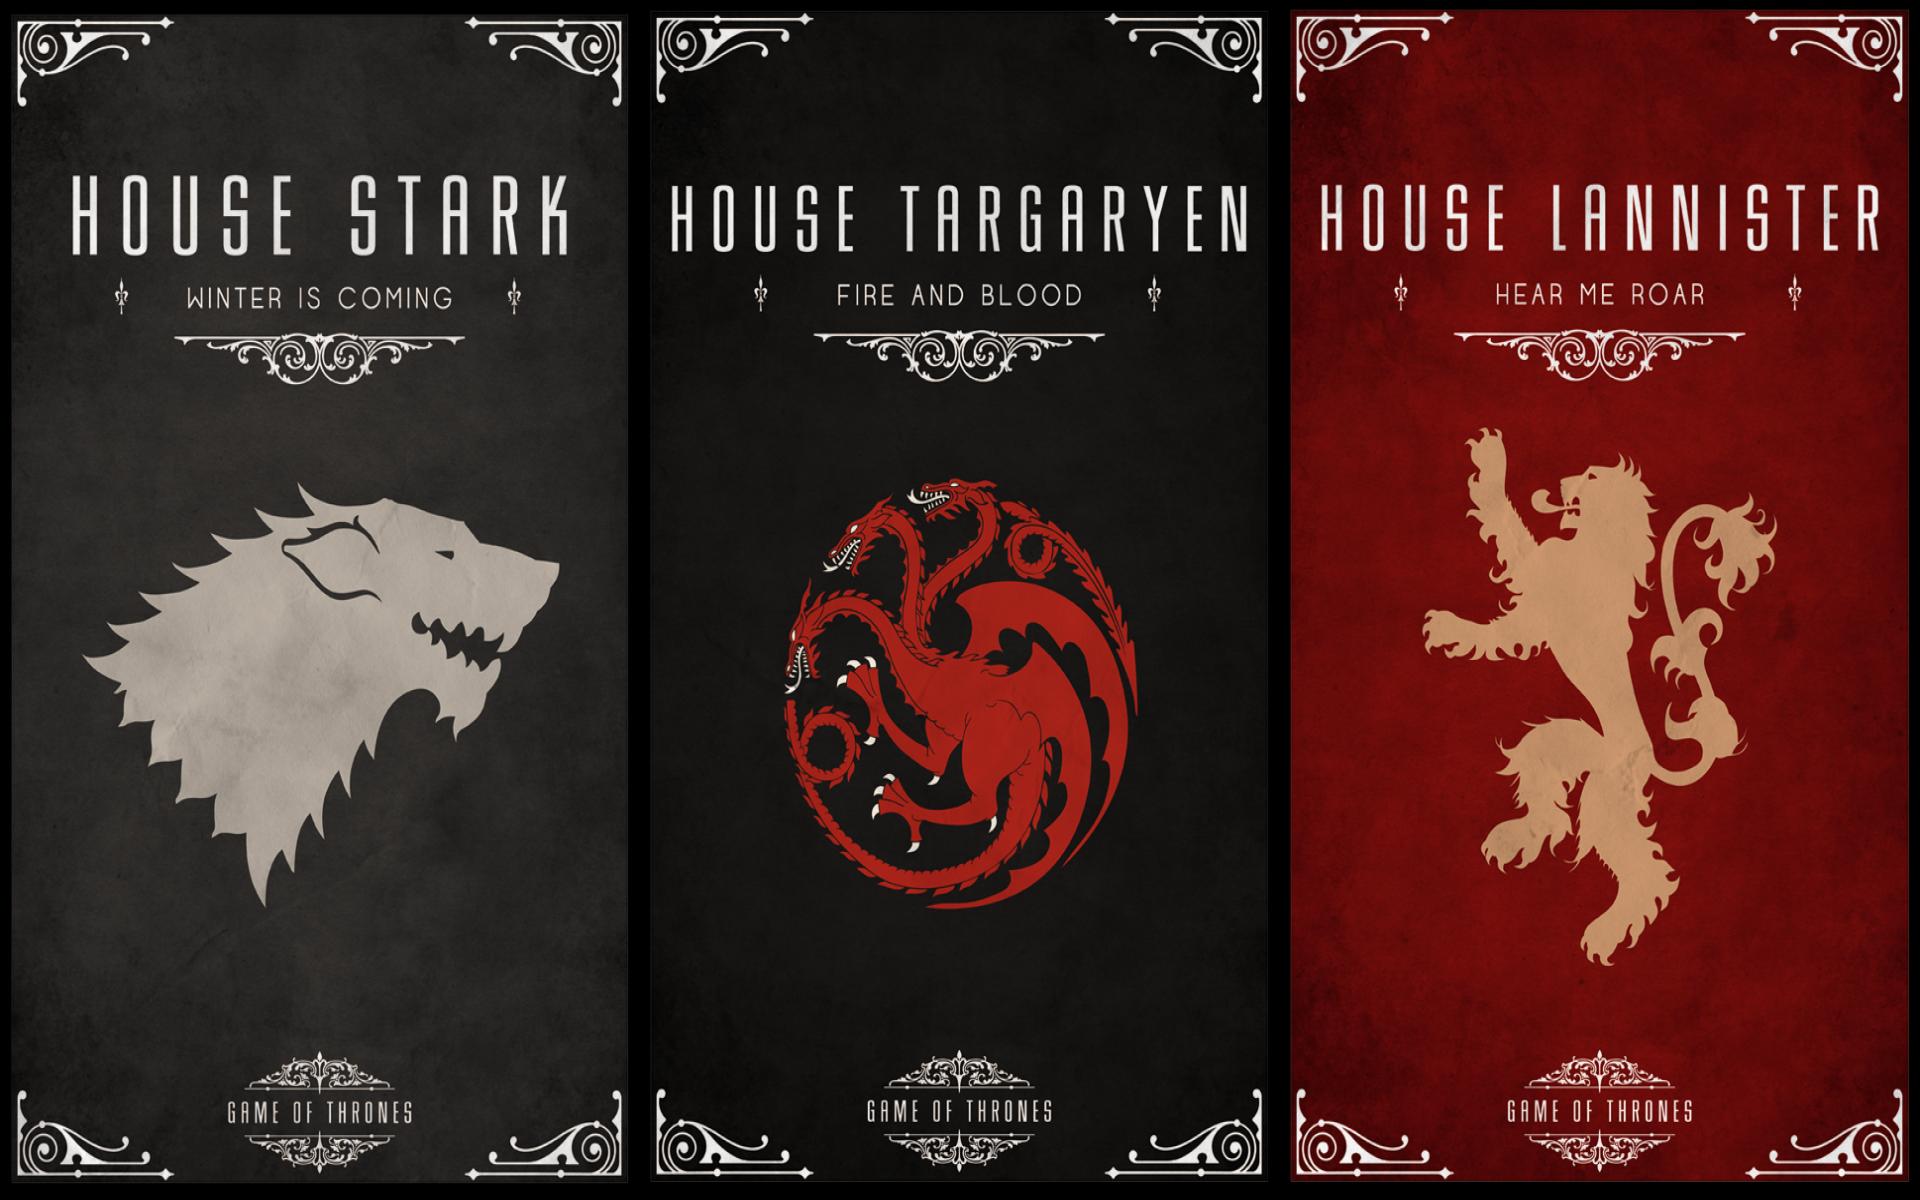 HOUSE STARK
WINTER IS COMING
GAME OF THRONES
HOUSE TARGARYEN
FIRE AND BLOOD
GAME OF THRONES
HOUSE LANNISTER
HEAR ME ROAR
GAME OF THRONES